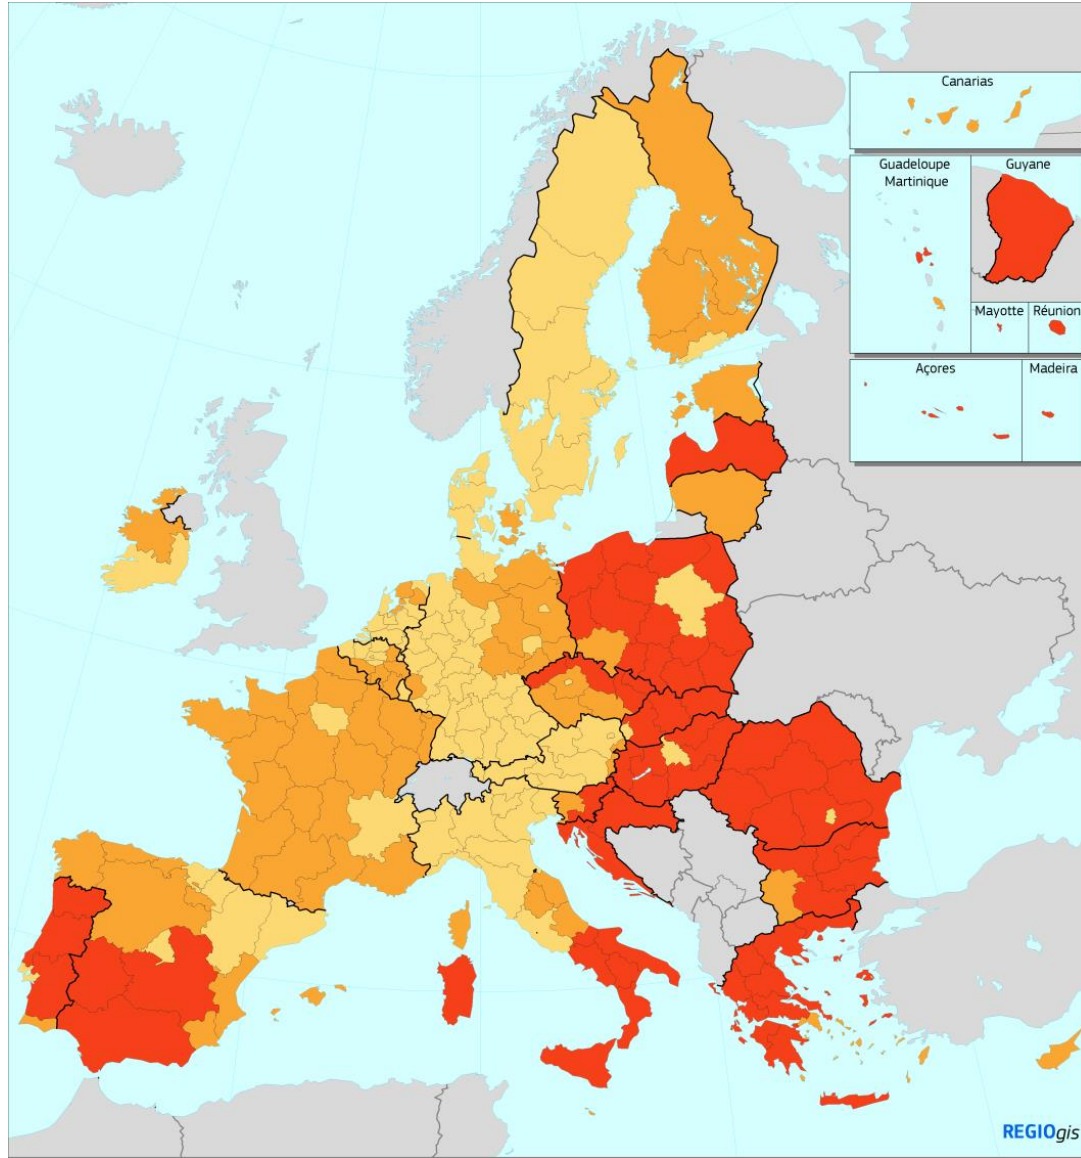 Canarias
Guadeloupe
Martinique
Guyane
Mayotte
Réunion
Açores
Madeira
REGIOgis